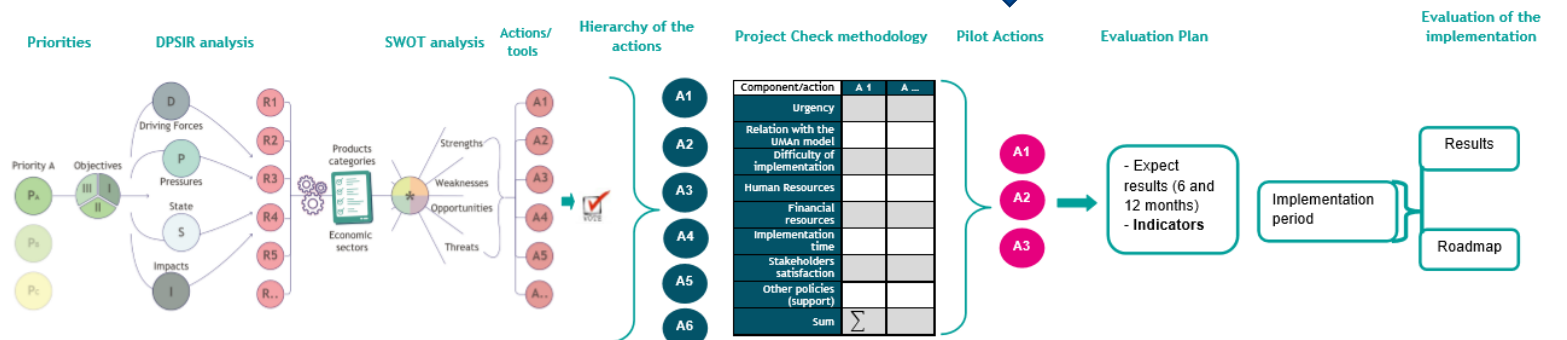 Priorities
DPSIR analysis
SWOT analysis
Actions/
tools
Hierarchy of the
actions
Project Check methodology
Pilot Actions
Evaluation Plan
Evaluation of the
implementation
Priority A
PA
PB
PC
Objectives
III
I
II
D
Driving Forces
P
Pressures
State
S
Impacts
I
R1
R2
R3
R4
R5
R..
Products
categories
Economic
sectors
*
Strengths
Weaknesses
Opportunities
Threats
A1
A2
A3
A4
A5
A..
VOTE
A1
A2
A3
A4
A5
A6
Component/action A 1 A ...
Urgency
Relation with the
UMAn model
Difficulty of
implementation
Human Resources
Financial
resources
Implementation
time
Stakeholders
satisfaction
Other policies
(support)
Sum ∑
A1
A2
A3
- Expect
results (6 and
12 months)
- Indicators
Implementation
period
Results
Roadmap